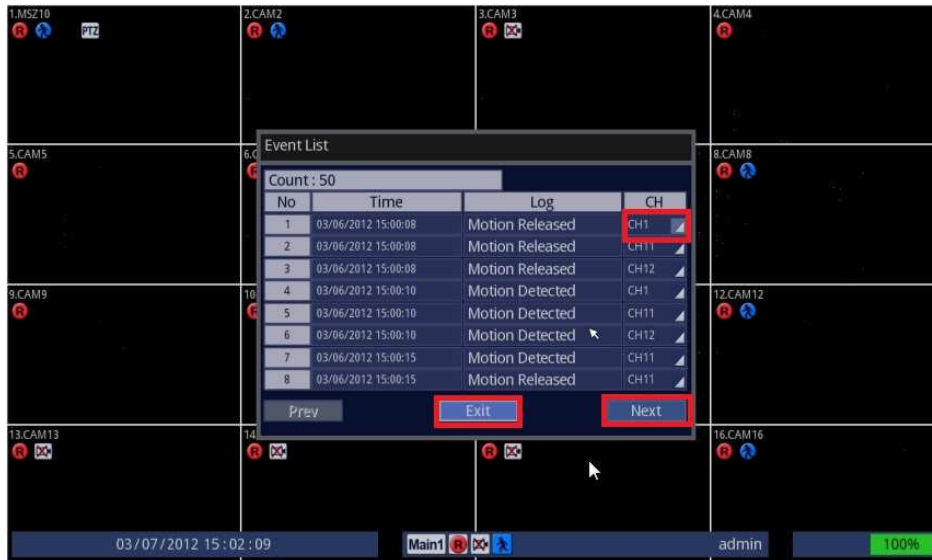 1.MSZ10
2.CAM2
3.CAM3
4.CAM4
R
PTZ
R
R
R
5.CAM5
8.CAM8
R
R
Event List
Count : 50
No Time Log CH
1 03/06/2012 15:00:08 Motion Released CH1
2 03/06/2012 15:00:08 Motion Released CH11
3 03/06/2012 15:00:08 Motion Released CH12
4 03/06/2012 15:00:10 Motion Detected CH1
5 03/06/2012 15:00:10 Motion Detected CH11
6 03/06/2012 15:00:10 Motion Detected CH12
7 03/06/2012 15:00:15 Motion Detected CH11
8 03/06/2012 15:00:15 Motion Released CH11
Prev Exit Next
9.CAM9
12.CAM12
R
R
13.CAM13
16.CAM16
R
R
R
R
03/07/2012 15:02:09 Main1 R admin 100%